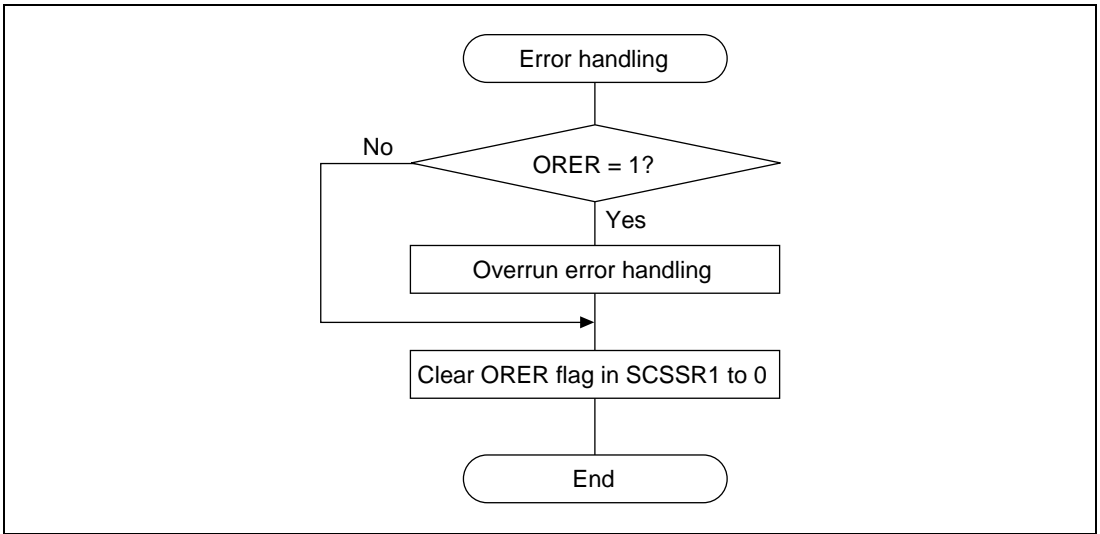 Error handling
No
ORER = 1?
Yes
Overrun error handling
Clear ORER flag in SCSSR1 to 0
End